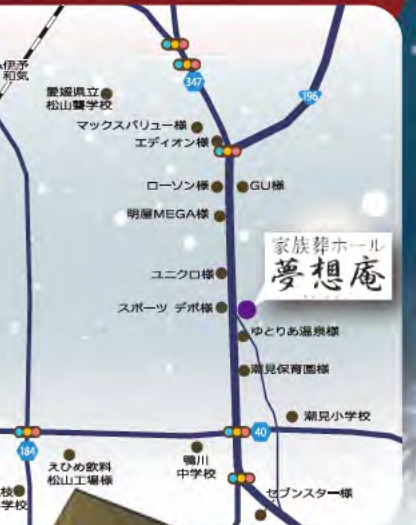 伊予
和気
347
196
愛媛県立
松山聾学校
マックスバリュー様
エディオン様
ローソン様
GU様
明屋MEGA様
家族葬ホール
夢想庵
ユニクロ様
スポーツ デポ様
ゆとりあ温泉様
潮見保育園様
潮見小学校
40
184
えひめ飲料
松山工場様
鴨川
中学校
枝
学校
セブンスター様